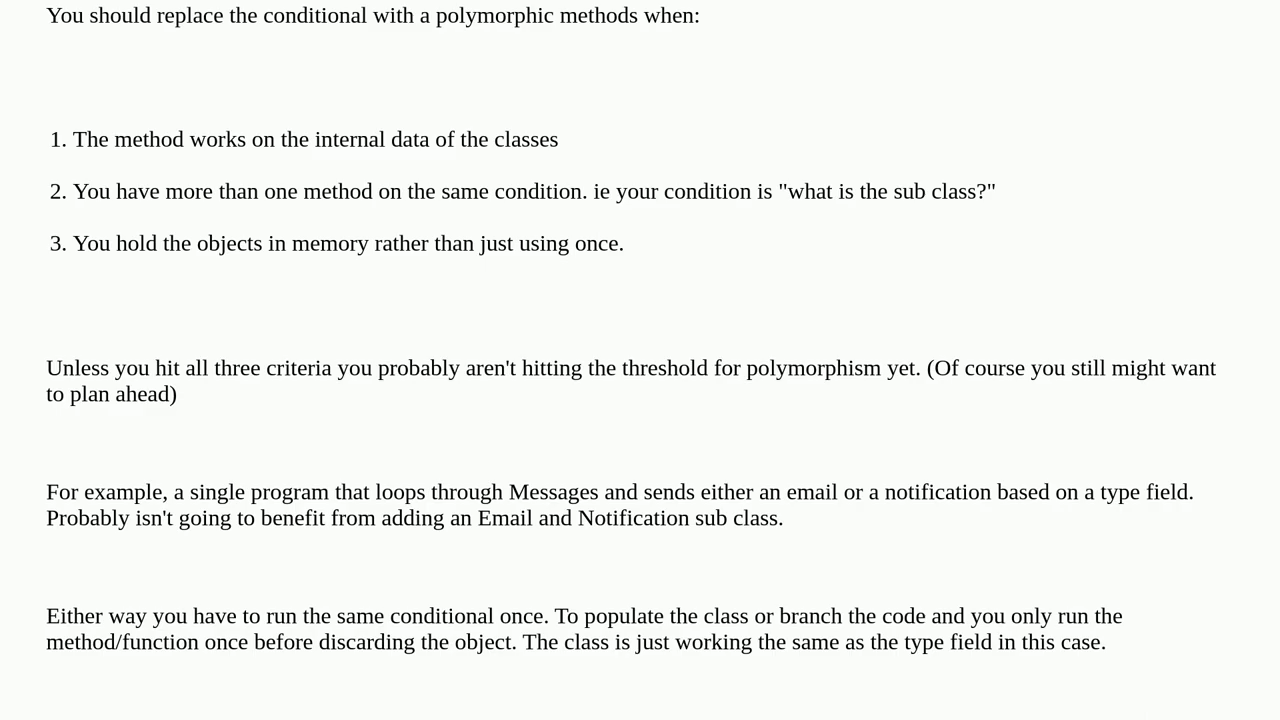 You should replace the conditional with a polymorphic methods when:
1. The method works on the internal data of the classes
2. You have more than one method on the same condition. ie your condition is "what is the sub class?"
3. You hold the objects in memory rather than just using once.
Unless you hit all three criteria you probably aren't hitting the threshold for polymorphism yet. (Of course you still might want
to plan ahead)
For example, a single program that loops through Messages and sends either an email or a notification based on a type field.
Probably isn't going to benefit from adding an Email and Notification sub class.
Either way you have to run the same conditional once. To populate the class or branch the code and you only run the
method/function once before discarding the object. The class is just working the same as the type field in this case.